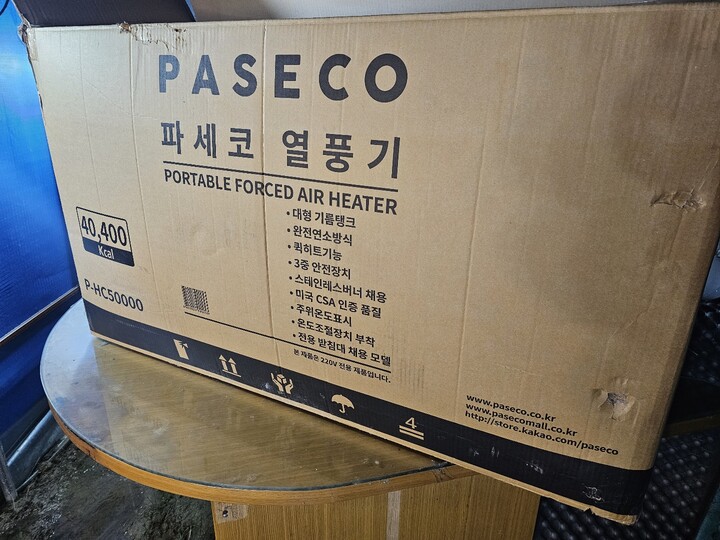 PASECO
파세코 열풍기
PORTABLE FORCED AIR HEATER
• 대형 기름탱크
• 완전연소방식
• 퀵히트기능
• 3중 안전장치
• 스테인레스버너 채용
• 미국 CSA 인증 품질
• 주위온도표시
• 온도조절장치 부착
• 전용 받침대 채용 모델
본 제품은 220V 전용 제품입니다.
40,400
Kcal
P-HC50000
4
www.paseco.co.kr
www.pasecomall.co.kr
http://store.kakao.com/paseco